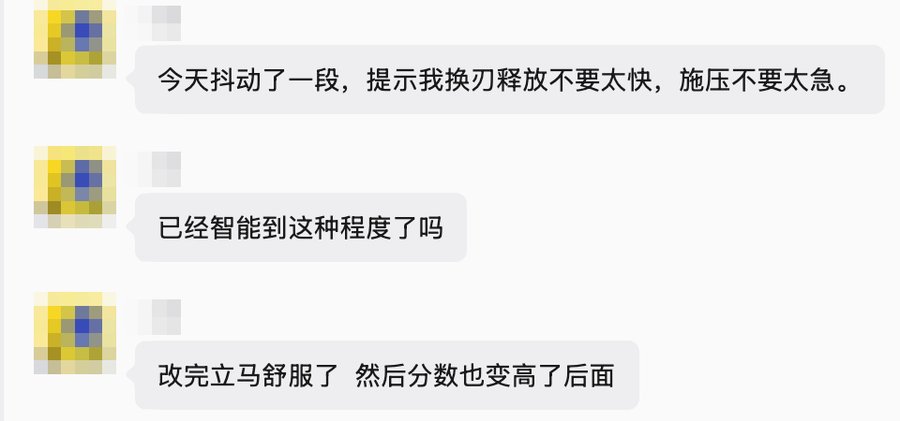 今天抖动了一段，提示我换刃释放不要太快，施压不要太急。
已经智能到这种程度了吗
改完立马舒服了 然后分数也变高了后面